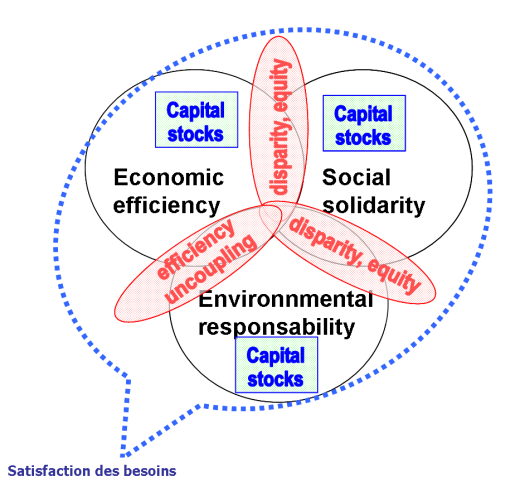 disparity, equity
Capital
stocks
Capital
stocks
Economic
efficiency
Social
solidarity
efficiency
uncoupling
disparity, equity
Environnmental
responsability
Capital
stocks
Satisfaction des besoins